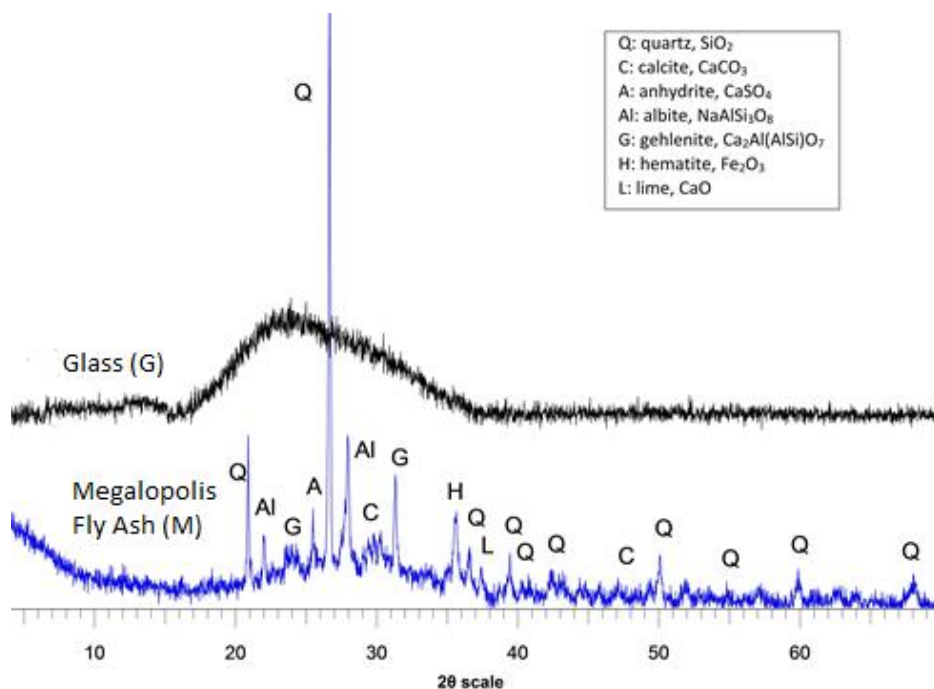 Q: quartz, SiO₂
C: calcite, CaCO₃
A: anhydrite, CaSO₄
Al: albite, NaAlSi₃O₈
G: gehlenite, Ca₂Al(AlSi)O₇
H: hematite, Fe₂O₃
L: lime, CaO
Q
Glass (G)
Megalopolis
Fly Ash (M)
Q
Al
G
A
Al
C
G
H
Q
L
Q
Q
Q
C
Q
Q
Q
Q
10 20 30 40 50 60
2θ scale